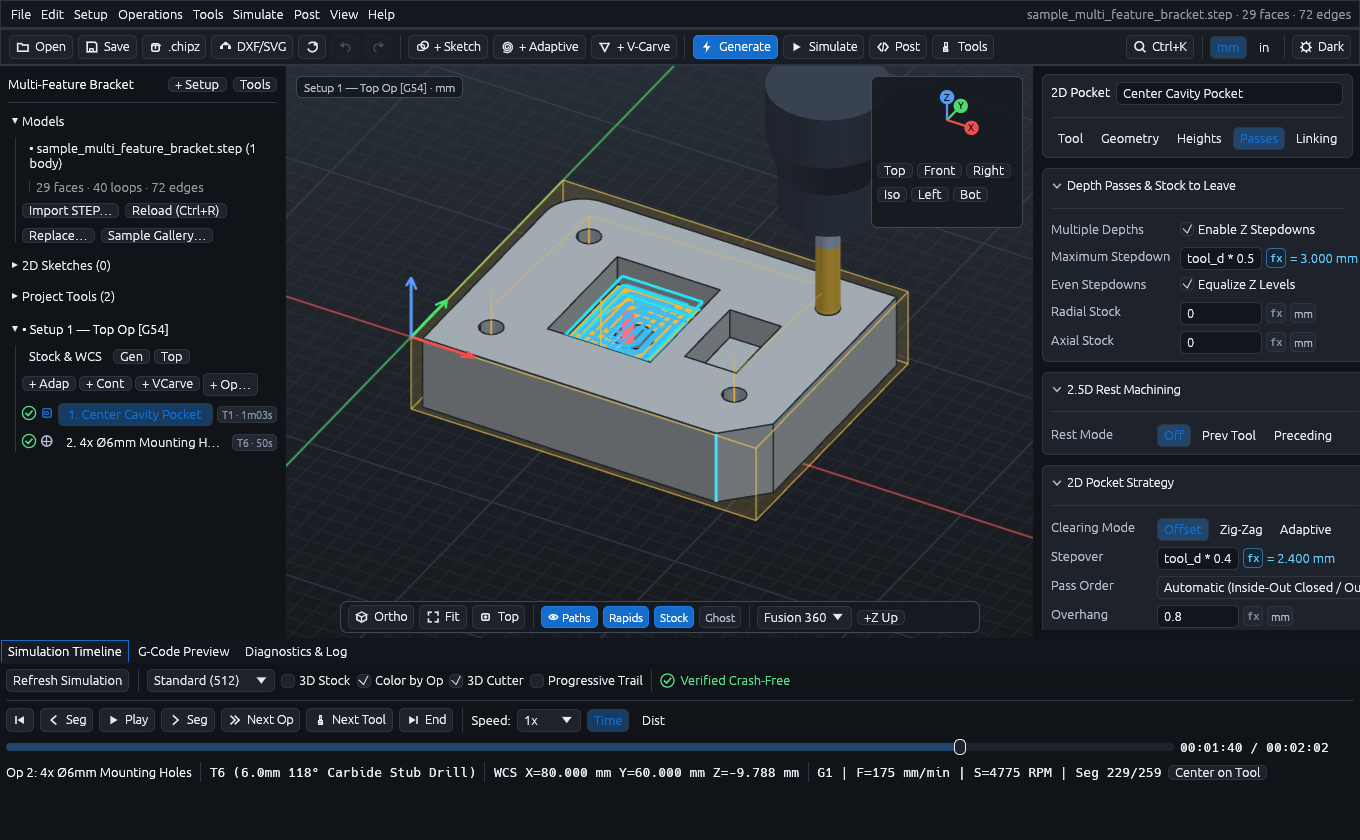 File Edit Setup Operations Tools Simulate Post View Help
sample_multi_feature_bracket.step · 29 faces · 72 edges
Open Save .chipz DXF/SVG + Sketch + Adaptive + V-Carve Generate Simulate Post Tools Ctrl+K mm in Dark
Multi-Feature Bracket + Setup Tools
Models
• sample_multi_feature_bracket.step (1 body)
29 faces · 40 loops · 72 edges
Import STEP… Reload (Ctrl+R)
Replace… Sample Gallery…
2D Sketches (0)
Project Tools (2)
• Setup 1 — Top Op [G54]
Stock & WCS Gen Top
+ Adap + Cont + VCarve + Op…
1. Center Cavity Pocket T1 · 1m03s
2. 4x Ø6mm Mounting H… T6 · 50s
Setup 1 — Top Op [G54] · mm
Z Y X
Top Front Right
Iso Left Bot
Ortho Fit Top Paths Rapids Stock Ghost Fusion 360 +Z Up
2D Pocket Center Cavity Pocket
Tool Geometry Heights Passes Linking
Depth Passes & Stock to Leave
Multiple Depths Enable Z Stepdowns
Maximum Stepdown tool_d * 0.5 fx = 3.000 mm
Even Stepdowns Equalize Z Levels
Radial Stock 0 fx mm
Axial Stock 0 fx mm
2.5D Rest Machining
Rest Mode Off Prev Tool Preceding
2D Pocket Strategy
Clearing Mode Offset Zig-Zag Adaptive
Stepover tool_d * 0.4 fx = 2.400 mm
Pass Order Automatic (Inside-Out Closed / Ou
Overhang 0.8 fx mm
Simulation Timeline G-Code Preview Diagnostics & Log
Refresh Simulation Standard (512) 3D Stock Color by Op 3D Cutter Progressive Trail Verified Crash-Free
Seg Play Seg Next Op Next Tool End Speed: 1x Time Dist
00:01:40 / 00:02:02
Op 2: 4x Ø6mm Mounting Holes T6 (6.0mm 118° Carbide Stub Drill) WCS X=80.000 mm Y=60.000 mm Z=-9.788 mm G1 | F=175 mm/min | S=4775 RPM | Seg 229/259 Center on Tool